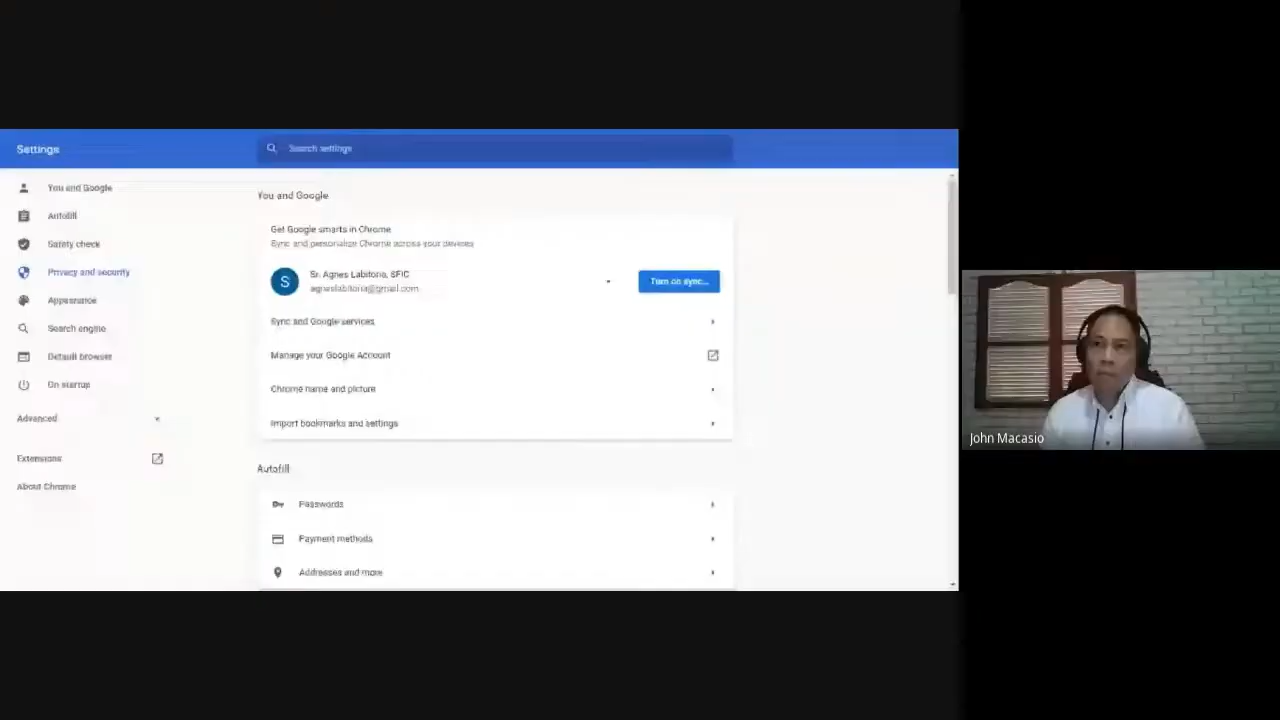 Settings
Search settings
You and Google
Autofill
Safety check
Privacy and security
Appearance
Search engine
Default browser
On startup
Advanced
Extensions
About Chrome
You and Google
Get Google smarts in Chrome
Sync and personalize Chrome across your devices
S
Sr. Agnes Labitoria, SFIC
agneslabitoria@gmail.com
Turn on sync...
Sync and Google services
Manage your Google Account
Chrome name and picture
Import bookmarks and settings
Autofill
Passwords
Payment methods
Addresses and more
John Macasio